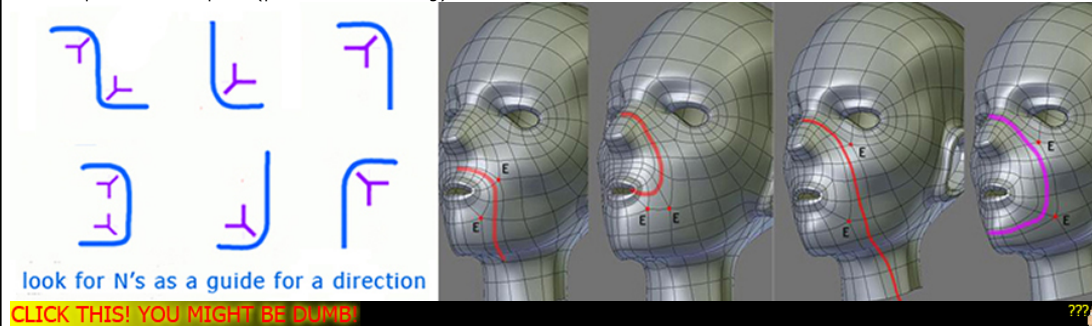 E
E
E
E
E
E
E
E
look for N's as a guide for a direction
CLICK THIS! YOU MIGHT BE DUMB!
???